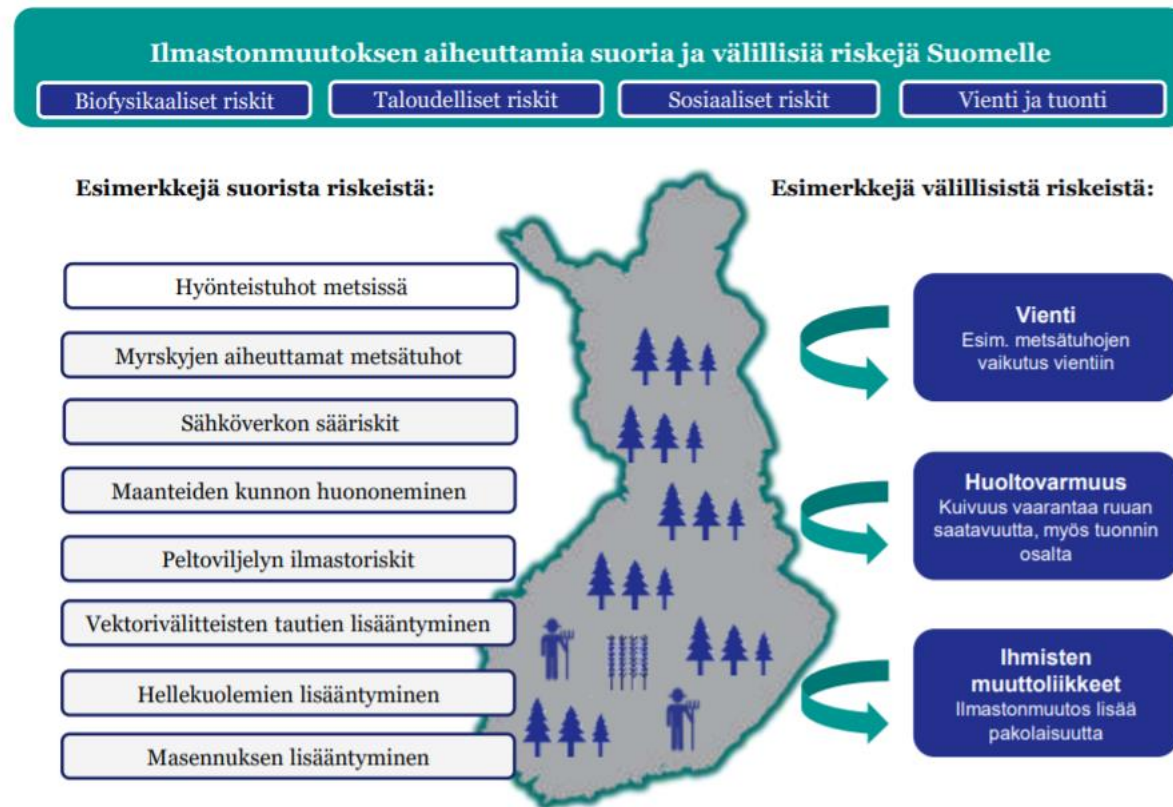 Ilmastonmuutoksen aiheuttamia suoria ja välillisiä riskejä Suomelle
Biofysikaaliset riskit
Taloudelliset riskit
Sosiaaliset riskit
Vienti ja tuonti
Esimerkkejä suorista riskeistä:
Hyönteistuhot metsissä
Myrskyjen aiheuttamat metsätuhot
Sähköverkon sääriskit
Maanteiden kunnon huononeminen
Peltoviljelyn ilmastoriskit
Vektorivälitteisten tautien lisääntyminen
Hellekuolemien lisääntyminen
Masennuksen lisääntyminen
Esimerkkejä välillisistä riskeistä:
Vienti
Esim. metsätuhojen
vaikutus vientiin
Huoltovarmuus
Kuivuus vaarantaa ruuan
saatavuutta, myös tuonnin
osalta
Ihmisten
muuttoliikkeet
Ilmastonmuutos lisää
pakolaisuutta